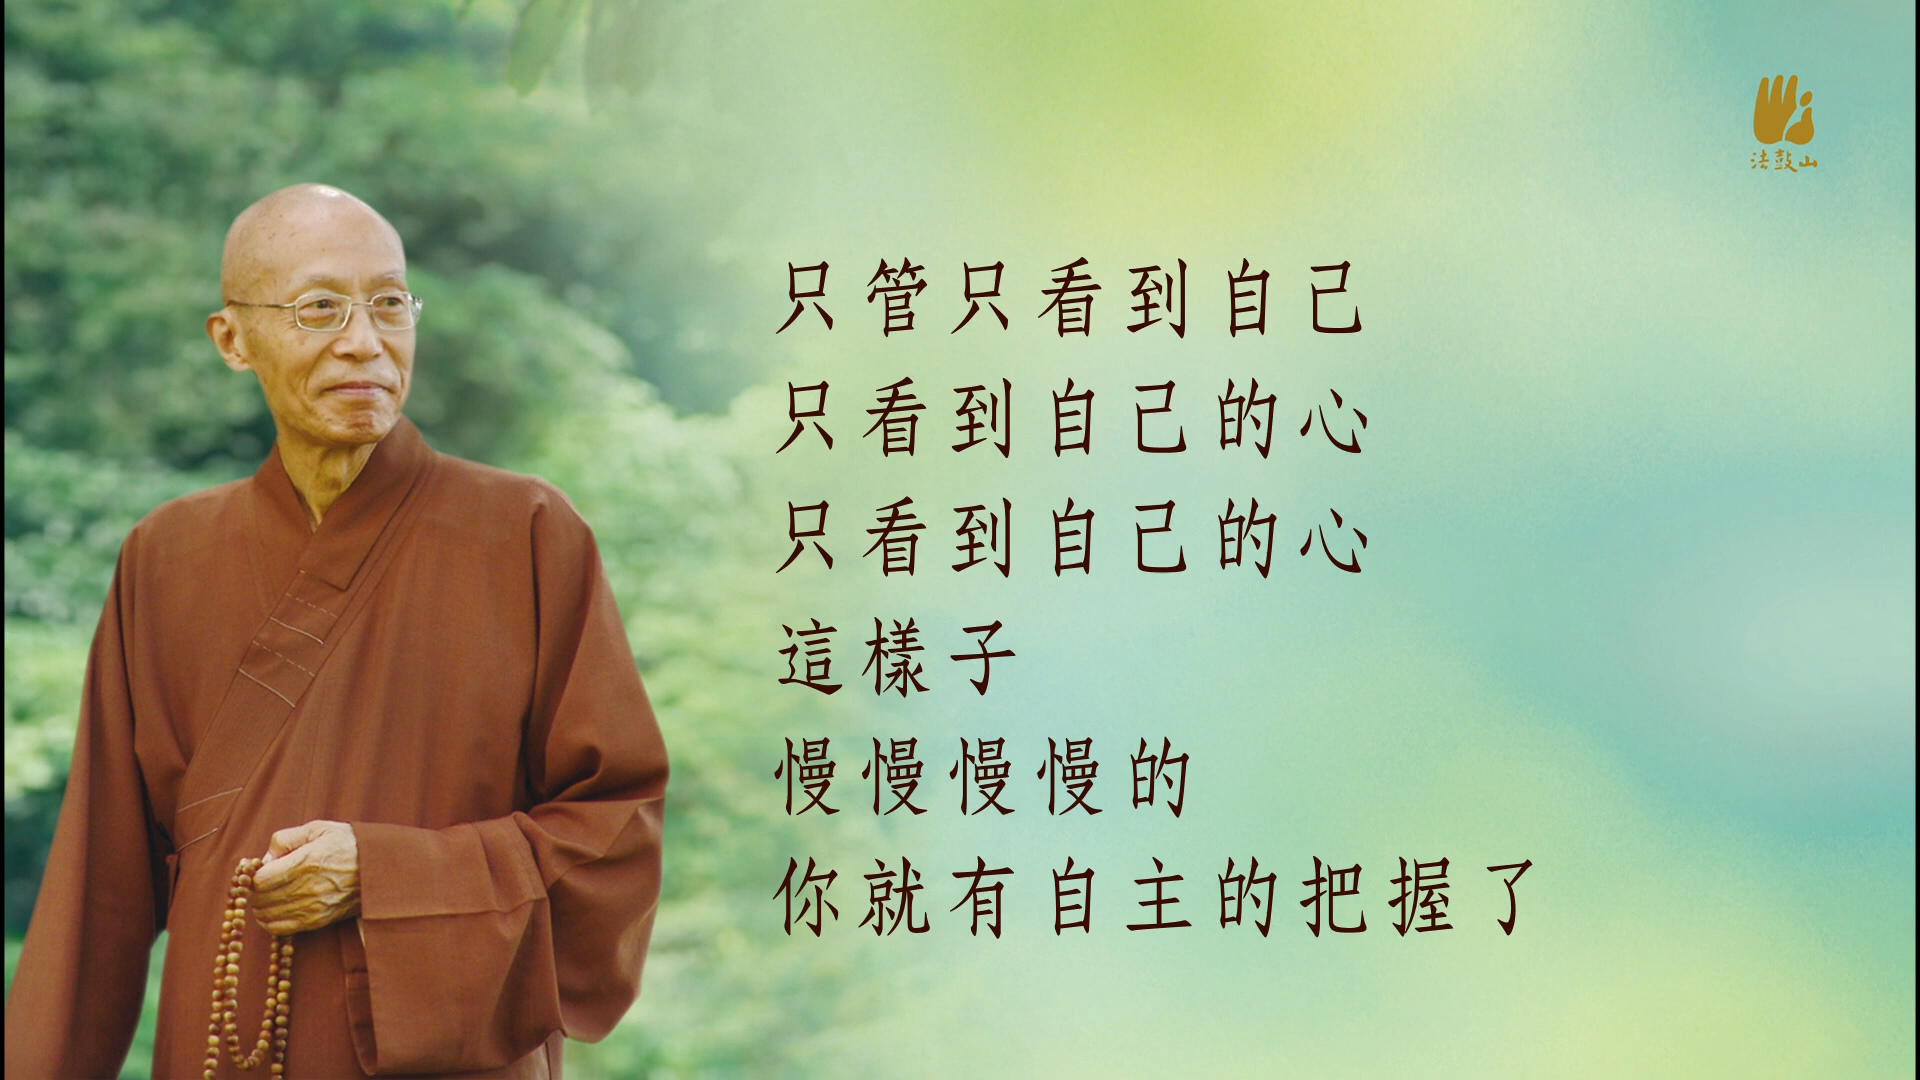 法鼓山
只管只看到自己
只看到自己的心
只看到自己的心
這樣子
慢慢慢慢的
你就有自主的把握了